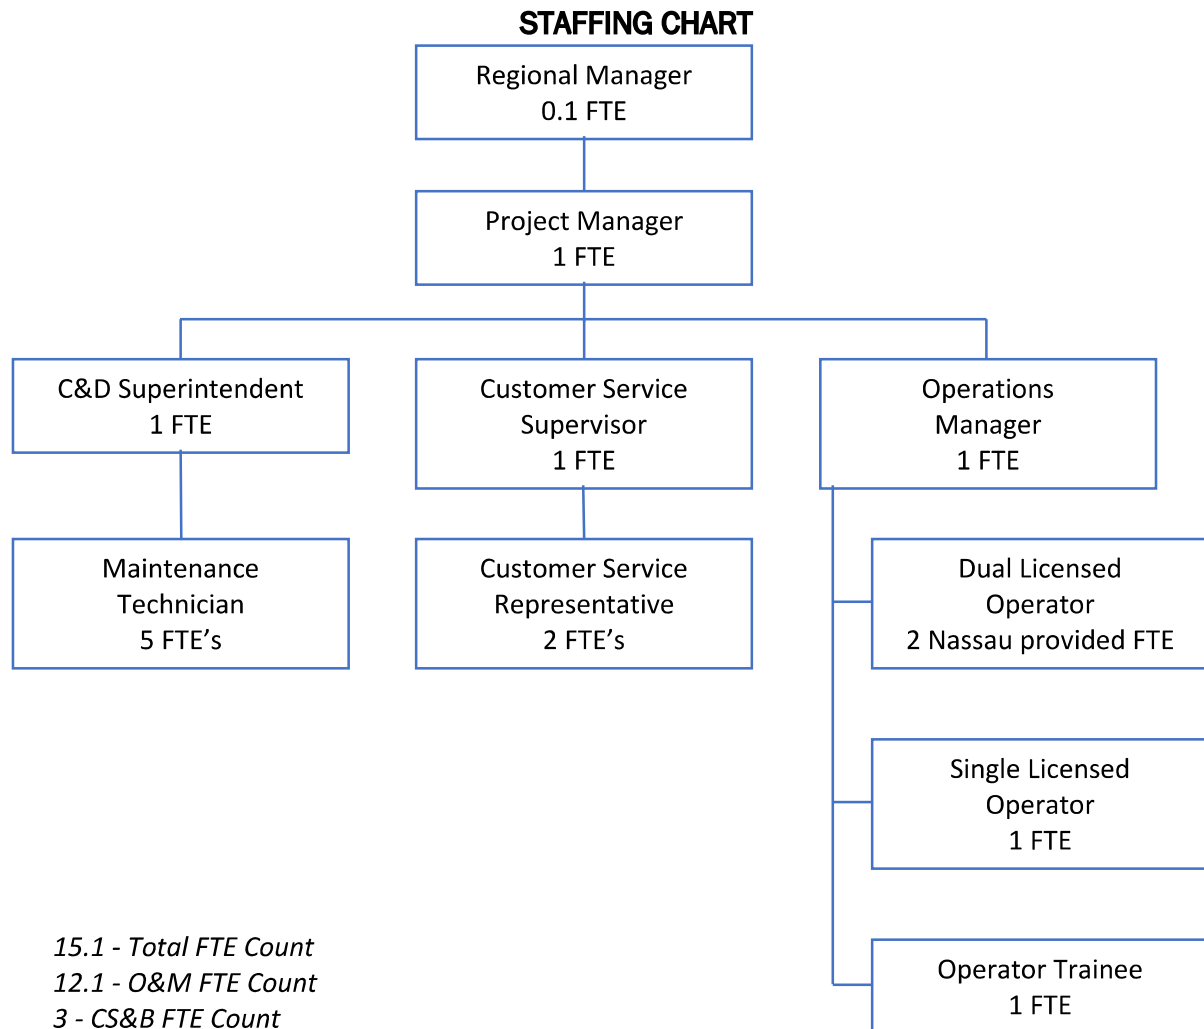 STAFFING CHART
Regional Manager
0.1 FTE
Project Manager
1 FTE
C&D Superintendent
1 FTE
Customer Service
Supervisor
1 FTE
Operations
Manager
1 FTE
Maintenance
Technician
5 FTE’s
Customer Service
Representative
2 FTE’s
Dual Licensed
Operator
2 Nassau provided FTE
Single Licensed
Operator
1 FTE
Operator Trainee
1 FTE
15.1 - Total FTE Count
12.1 - O&M FTE Count
3 - CS&B FTE Count